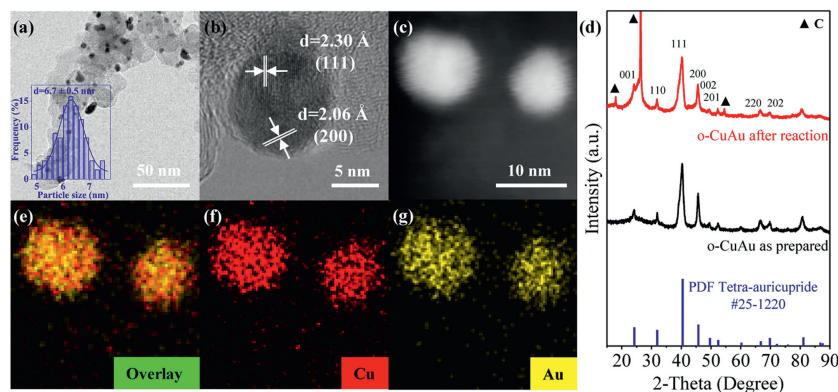 (a)
d=6.7 ± 0.5 nm
Frequency (%)
15
10
5
0
5
6
7
Particle size (nm)
50 nm
(b)
d=2.30 Å
(111)
d=2.06 Å
(200)
5 nm
(c)
10 nm
(d)
▲ C
001
110
111
200
002
201
220
202
o-CuAu after reaction
o-CuAu as prepared
PDF Tetra-auricupride
#25-1220
Intensity (a.u.)
20 30 40 50 60 70 80 90
2-Theta (Degree)
(e)
Overlay
(f)
Cu
(g)
Au